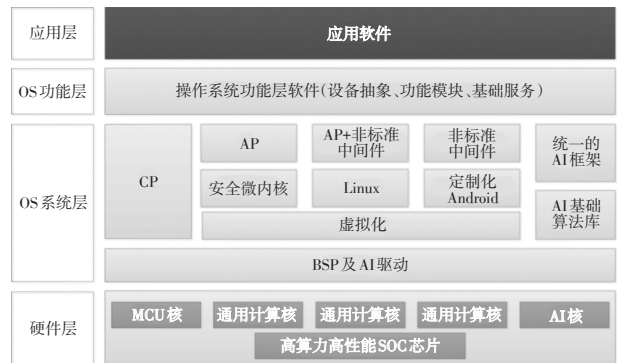 应用层
应用软件
OS功能层
操作系统功能层软件(设备抽象、功能模块、基础服务)
OS系统层
CP
AP
AP+非标准
中间件
非标准
中间件
统一的
AI框架
安全微内核
Linux
定制化
Android
AI基础
算法库
虚拟化
BSP及AI驱动
硬件层
MCU核
通用计算核
通用计算核
通用计算核
AI核
高算力高性能SOC芯片